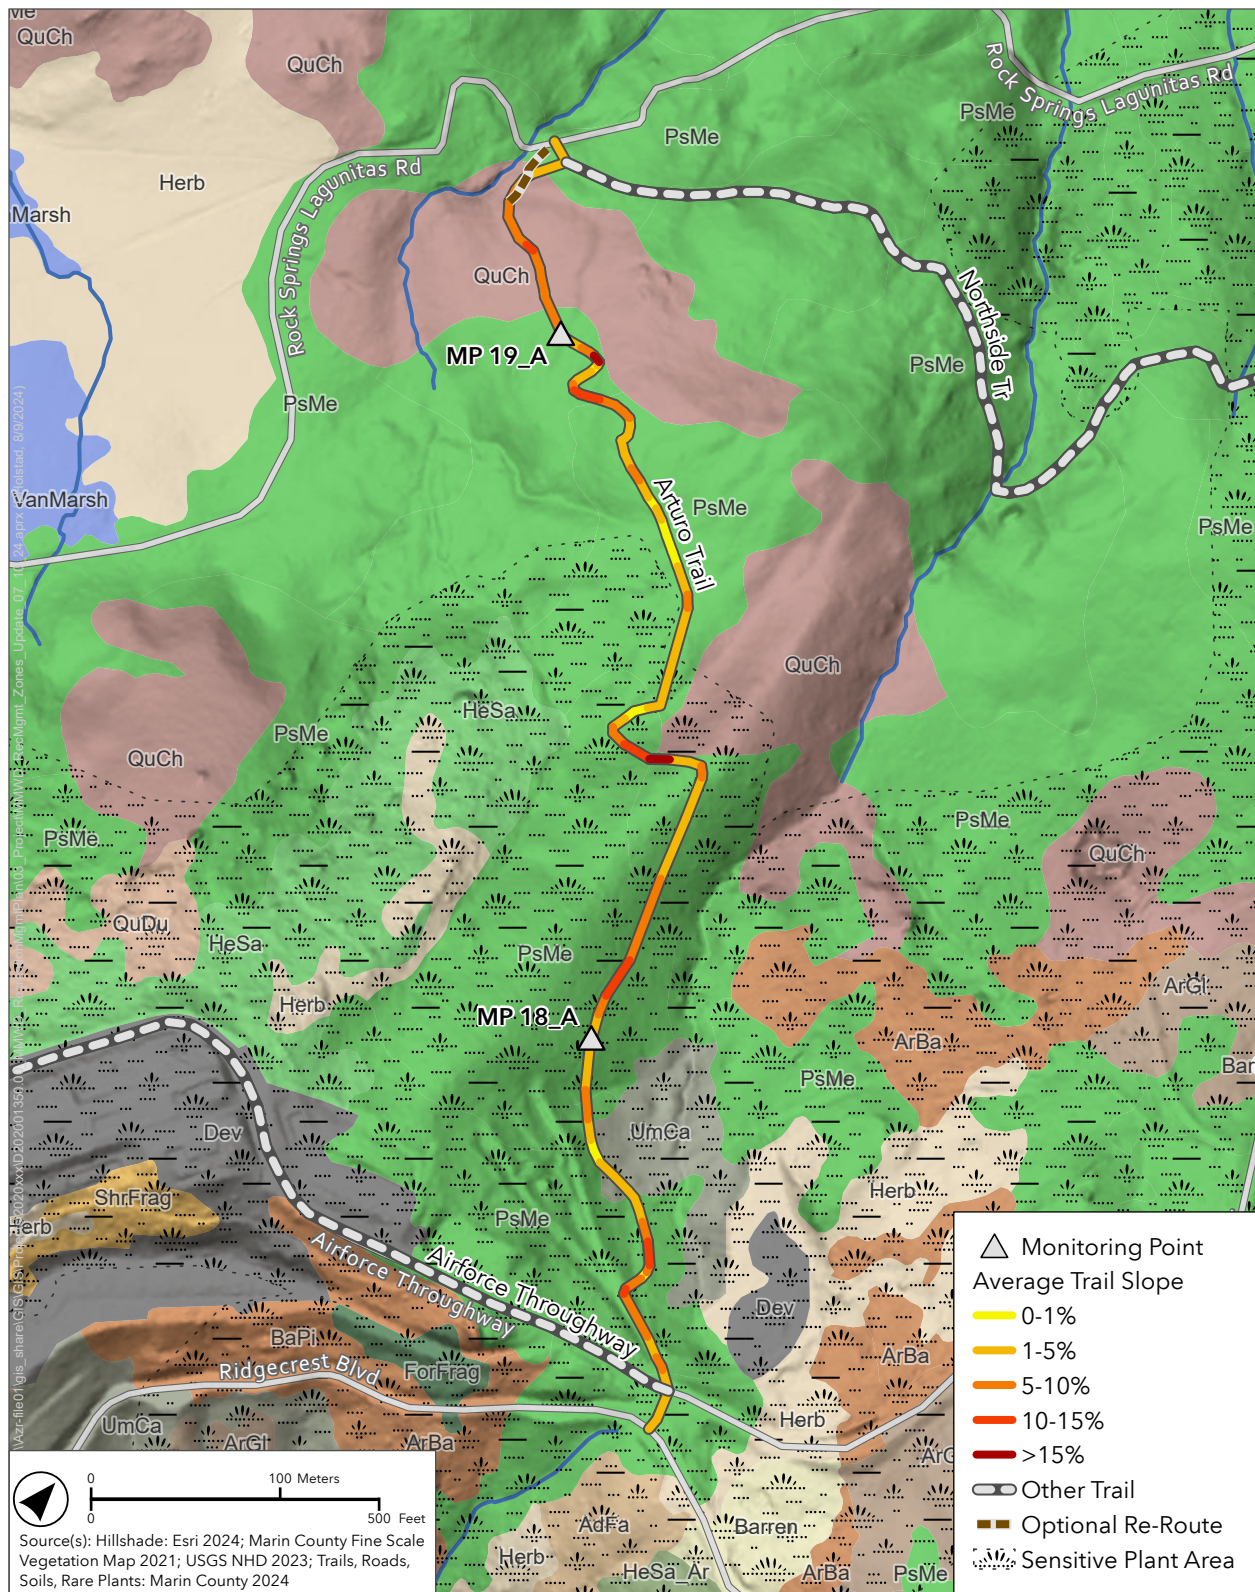 Me
QuCh
QuCh
Rock Springs Lagunitas Rd
PsMe
PsMe
Herb
Rock Springs Lagunitas Rd
Marsh
QuCh
Northside Tr
MP 19_A
PsMe
PsMe
VanMarsh
Arturo Trail
PsMe
PsMe
QuCh
HeSa
PsMe
QuCh
PsMe
PsMe
QuCh
QuDu
HeSa
PsMe
Herb
ArGl
MP 18_A
ArBa
Bar
PsMe
Dev
UmCa
ShrFrag
Herb
erb
PsMe
Airforce Throughway
Airforce Throughway
Dev
BaPi
ForFrag
ArBa
Ridgecrest Blvd
UmCa
ArGl
ArBa
Herb
ArG
AdFa
Barren
Herb
HeSa_Ar
ArBa
PsMe
Monitoring Point
Average Trail Slope
0-1%
1-5%
5-10%
10-15%
>15%
Other Trail
Optional Re-Route
Sensitive Plant Area
0 100 Meters
0 500 Feet
Source(s): Hillshade: Esri 2024; Marin County Fine Scale
Vegetation Map 2021; USGS NHD 2023; Trails, Roads,
Soils, Rare Plants: Marin County 2024